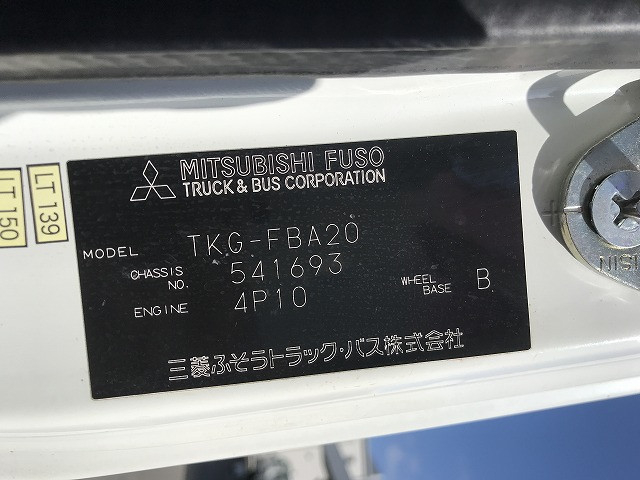 MITSUBISHI FUSO
TRUCK & BUS CORPORATION
MODEL TKG-FBA20
CHASSIS NO. 541693
ENGINE 4P10 WHEEL BASE B
三菱ふそうトラック・バス株式会社
LT 139
LT 150